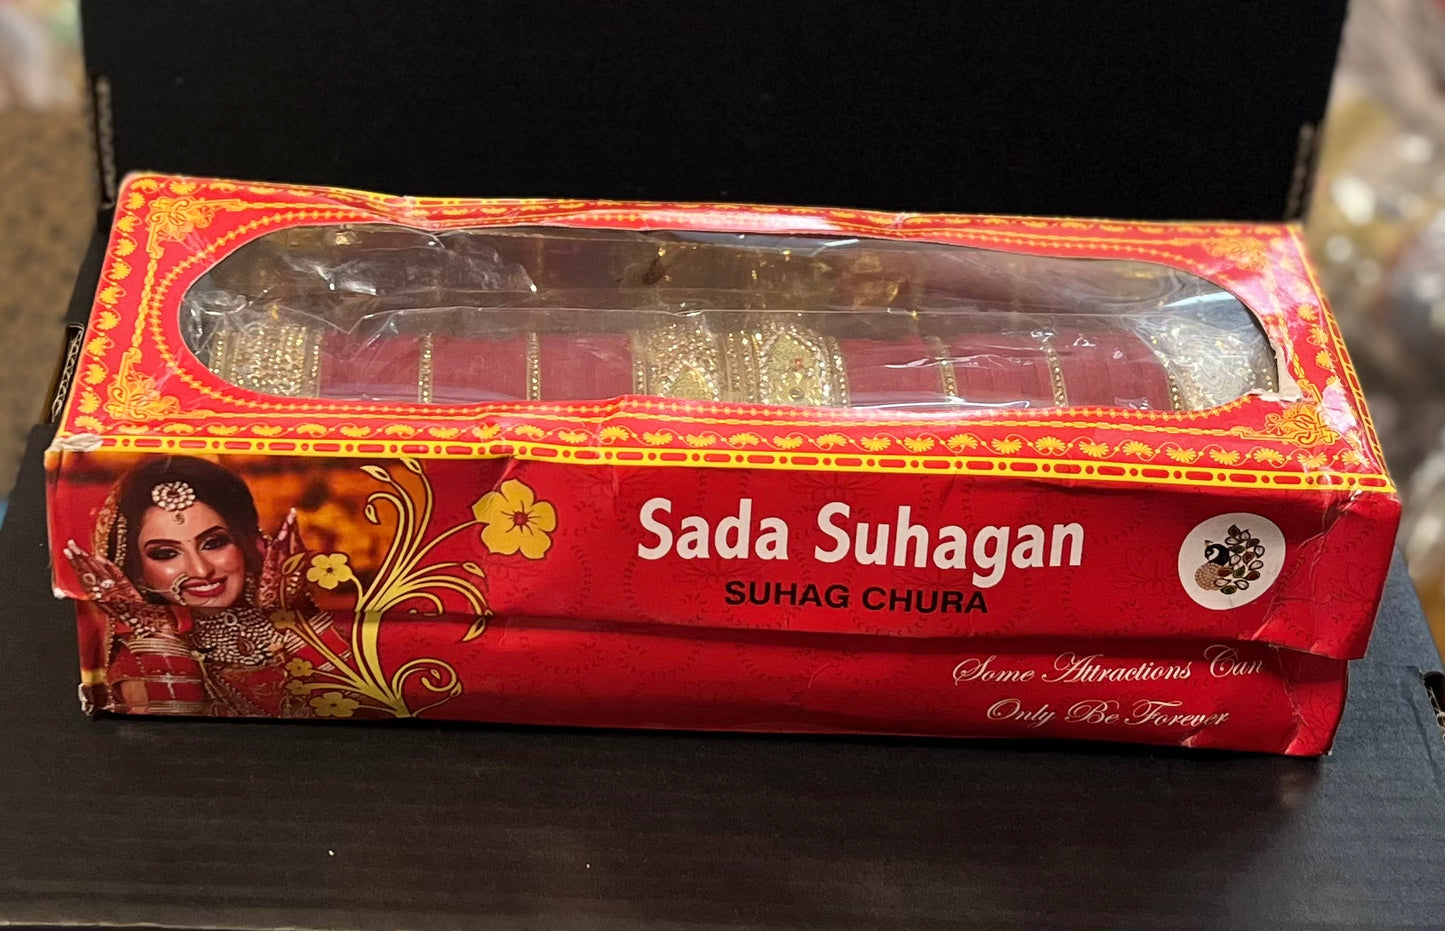 Sada Suhagan
SUHAG CHURA
Some Attractions Can
Only Be Forever